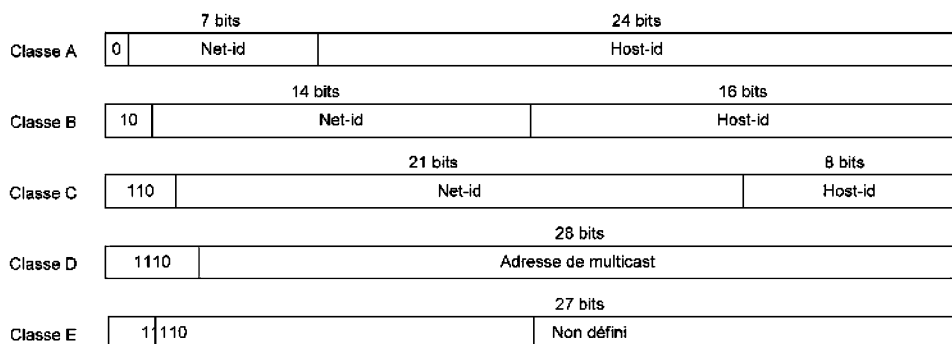 7 bits 24 bits
Classe A 0 Net-id Host-id
14 bits 16 bits
Classe B 10 Net-id Host-id
21 bits 8 bits
Classe C 110 Net-id Host-id
28 bits
Classe D 1110 Adresse de multicast
27 bits
Classe E 11110 Non défini